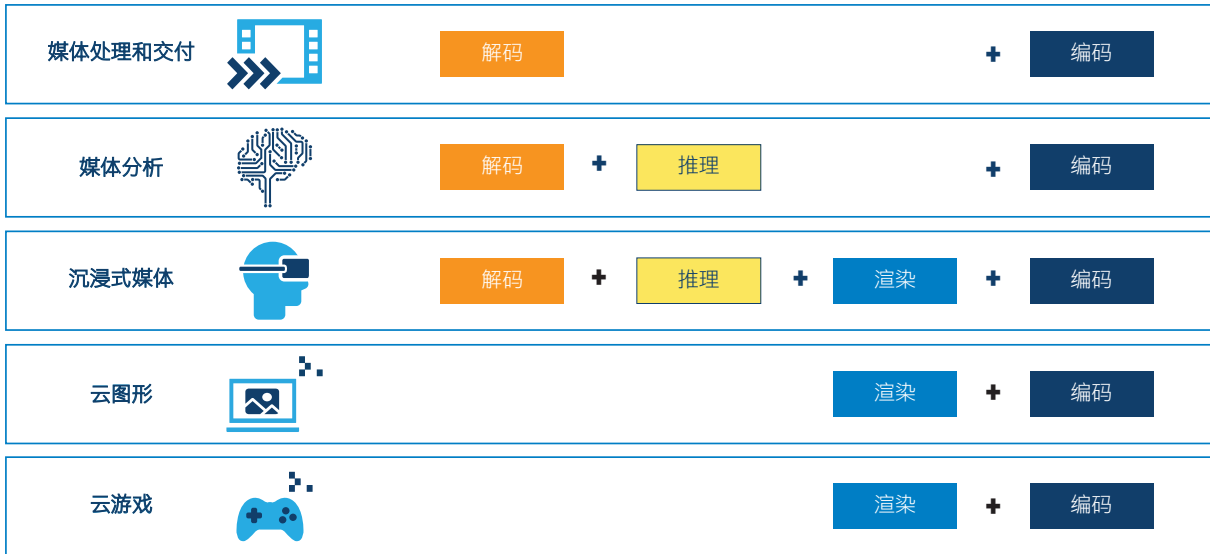 媒体处理和交付 解码 + 编码
媒体分析 解码 + 推理 + 编码
沉浸式媒体 解码 + 推理 + 渲染 + 编码
云图形 渲染 + 编码
云游戏 渲染 + 编码